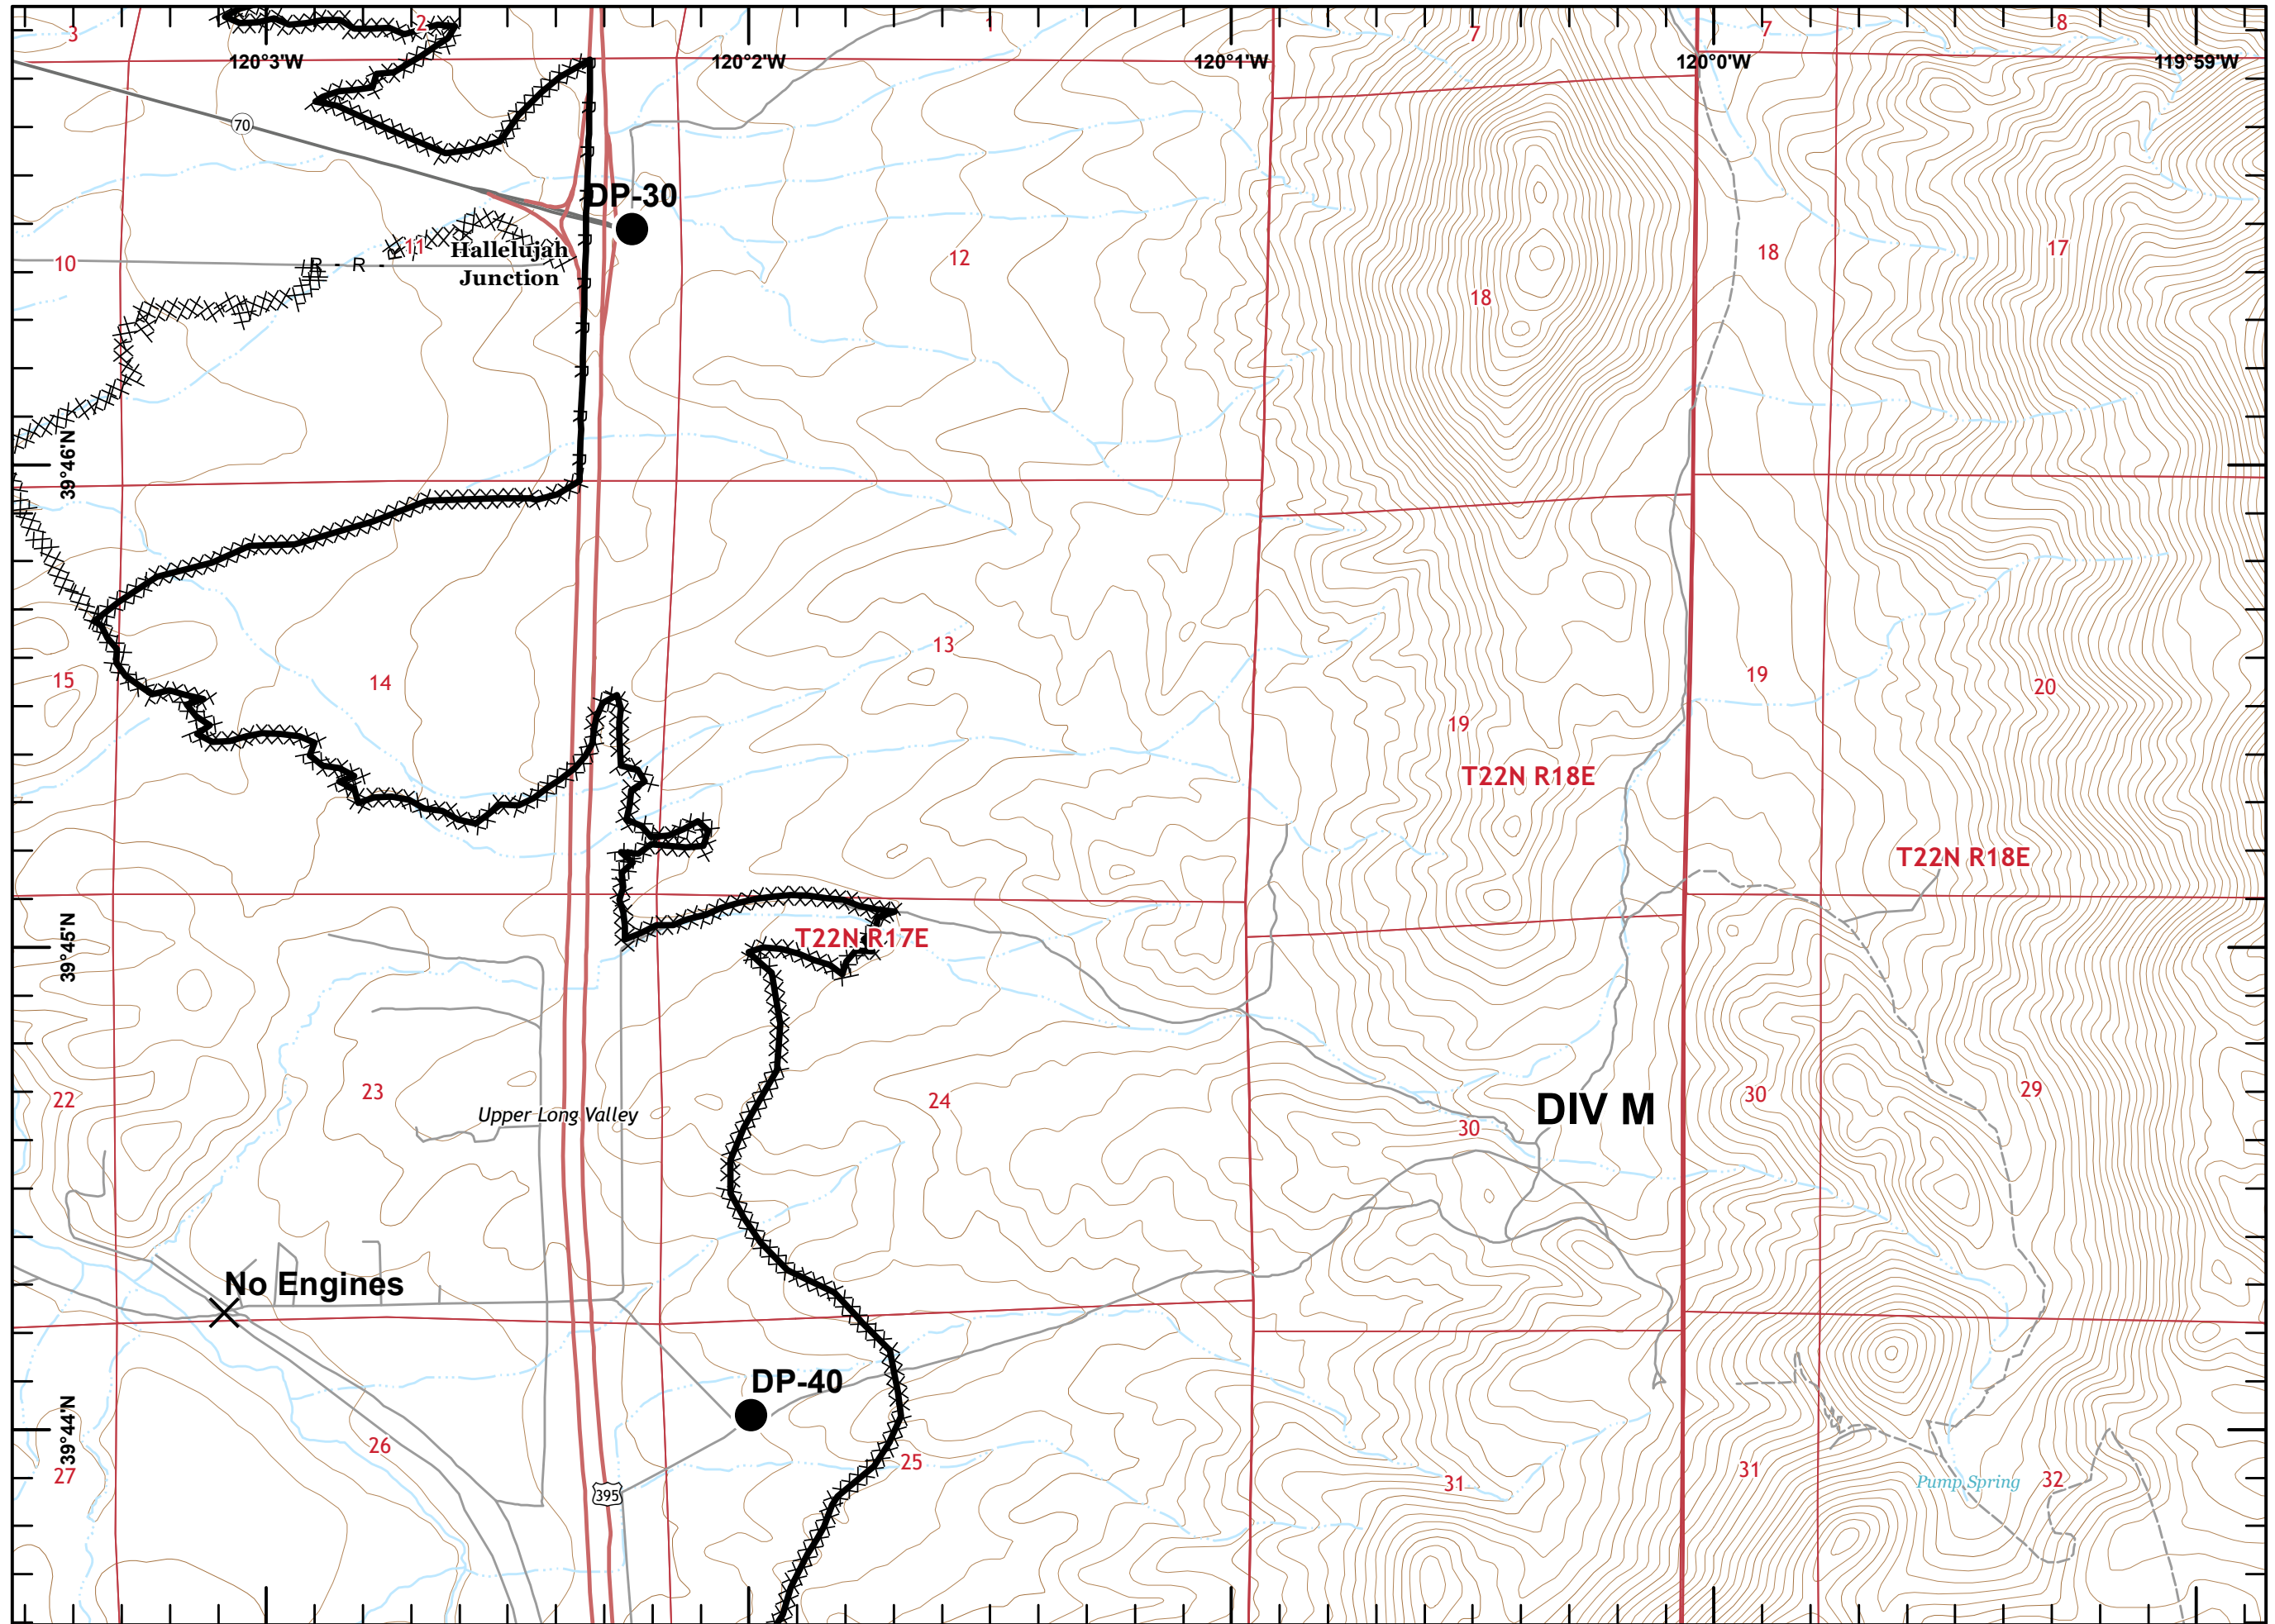 3
2
1
7
7
8
120°3'W
120°2'W
120°1'W
120°0'W
119°59'W
70
DP-30
R
R
R
R
R
R
R
R
R
R
10
R - R -
11
Hallelujah
Junction
12
18
18
17
39°46'N
15
14
13
19
19
20
T22N R18E
T22N R18E
T22N R17E
39°45'N
22
23
Upper Long Valley
24
30
DIV M
30
29
No Engines
DP-40
39°44'N
26
27
25
395
31
31
Pump Spring
32